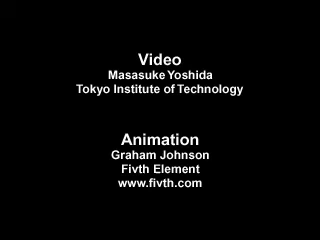 Video
Masasuke Yoshida
Tokyo Institute of Technology
Animation
Graham Johnson
Fivth Element
www.fivth.com